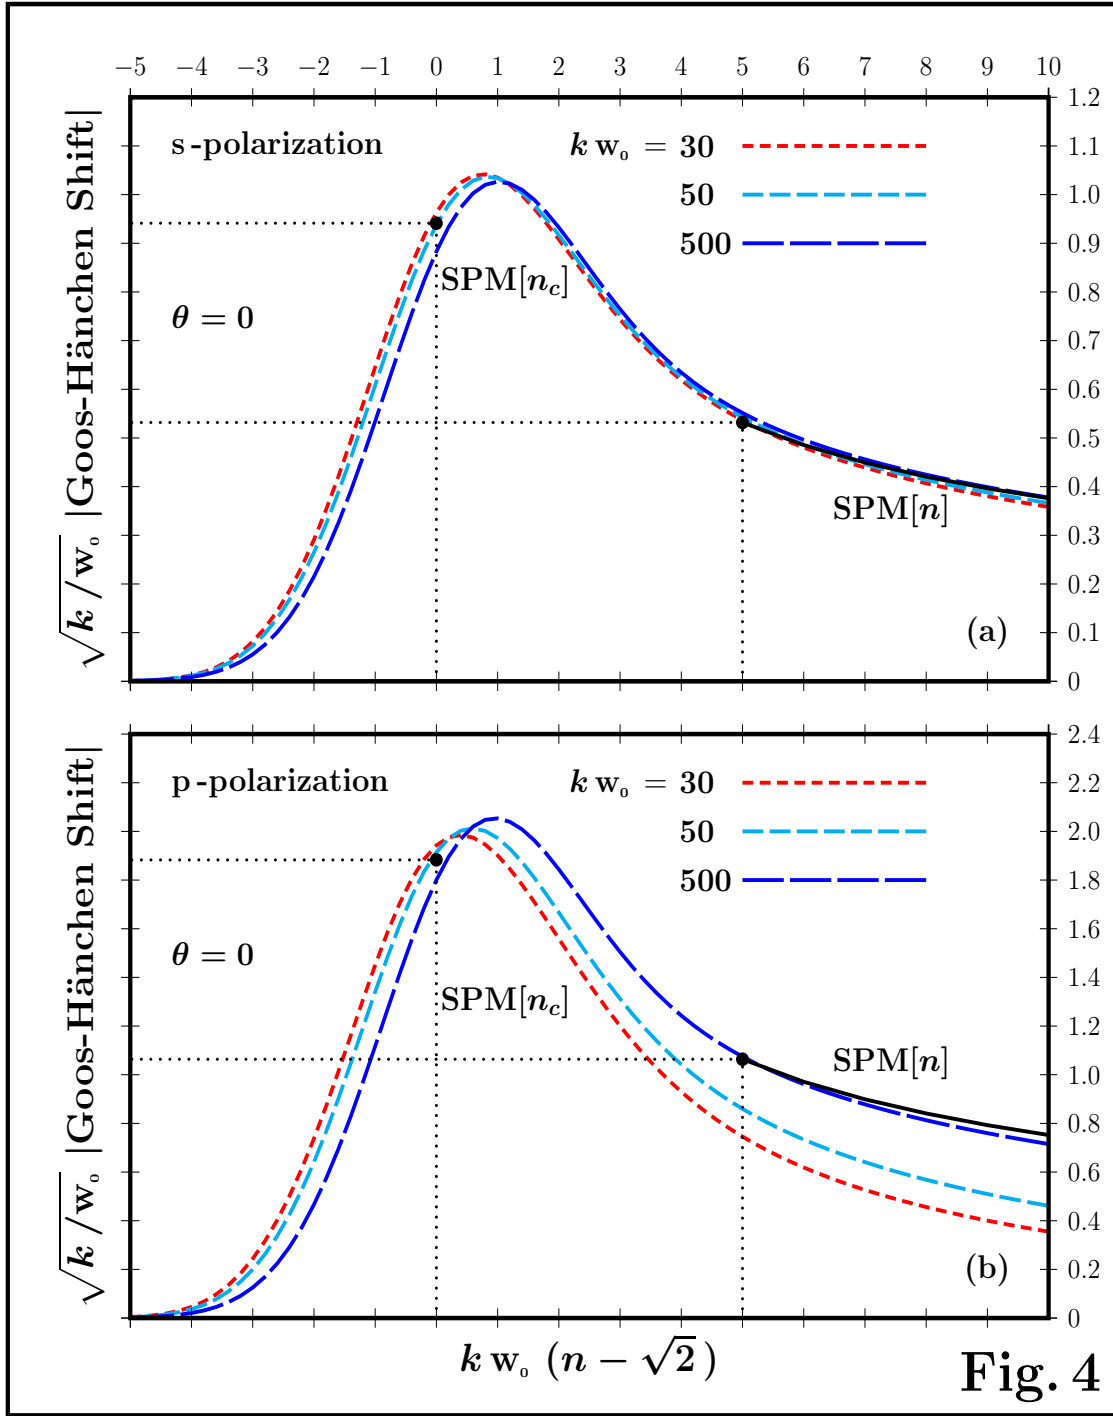 −5 −4 −3 −2 −1 0 1 2 3 4 5 6 7 8 9 10
s-polarization
k w₀ = 30
50
500
SPM[n_c]
θ = 0
SPM[n]
(a)
√(k / w₀) |Goos-Hänchen Shift|
1.2
1.1
1.0
0.9
0.8
0.7
0.6
0.5
0.4
0.3
0.2
0.1
0
p-polarization
k w₀ = 30
50
500
θ = 0
SPM[n_c]
SPM[n]
(b)
√(k / w₀) |Goos-Hänchen Shift|
2.4
2.2
2.0
1.8
1.6
1.4
1.2
1.0
0.8
0.6
0.4
0.2
0
k w₀ (n − √2)
Fig. 4